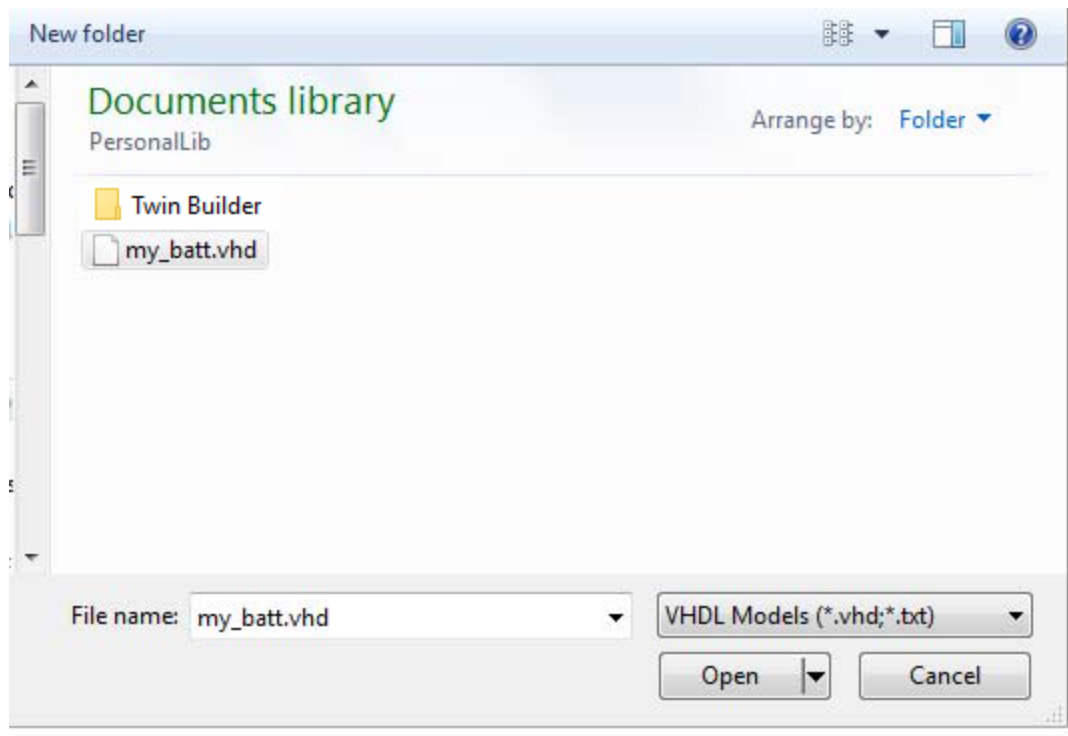 New folder
Documents library
PersonalLib
Arrange by: Folder
Twin Builder
my_batt.vhd
File name: my_batt.vhd
VHDL Models (*.vhd;*.txt)
Open
Cancel